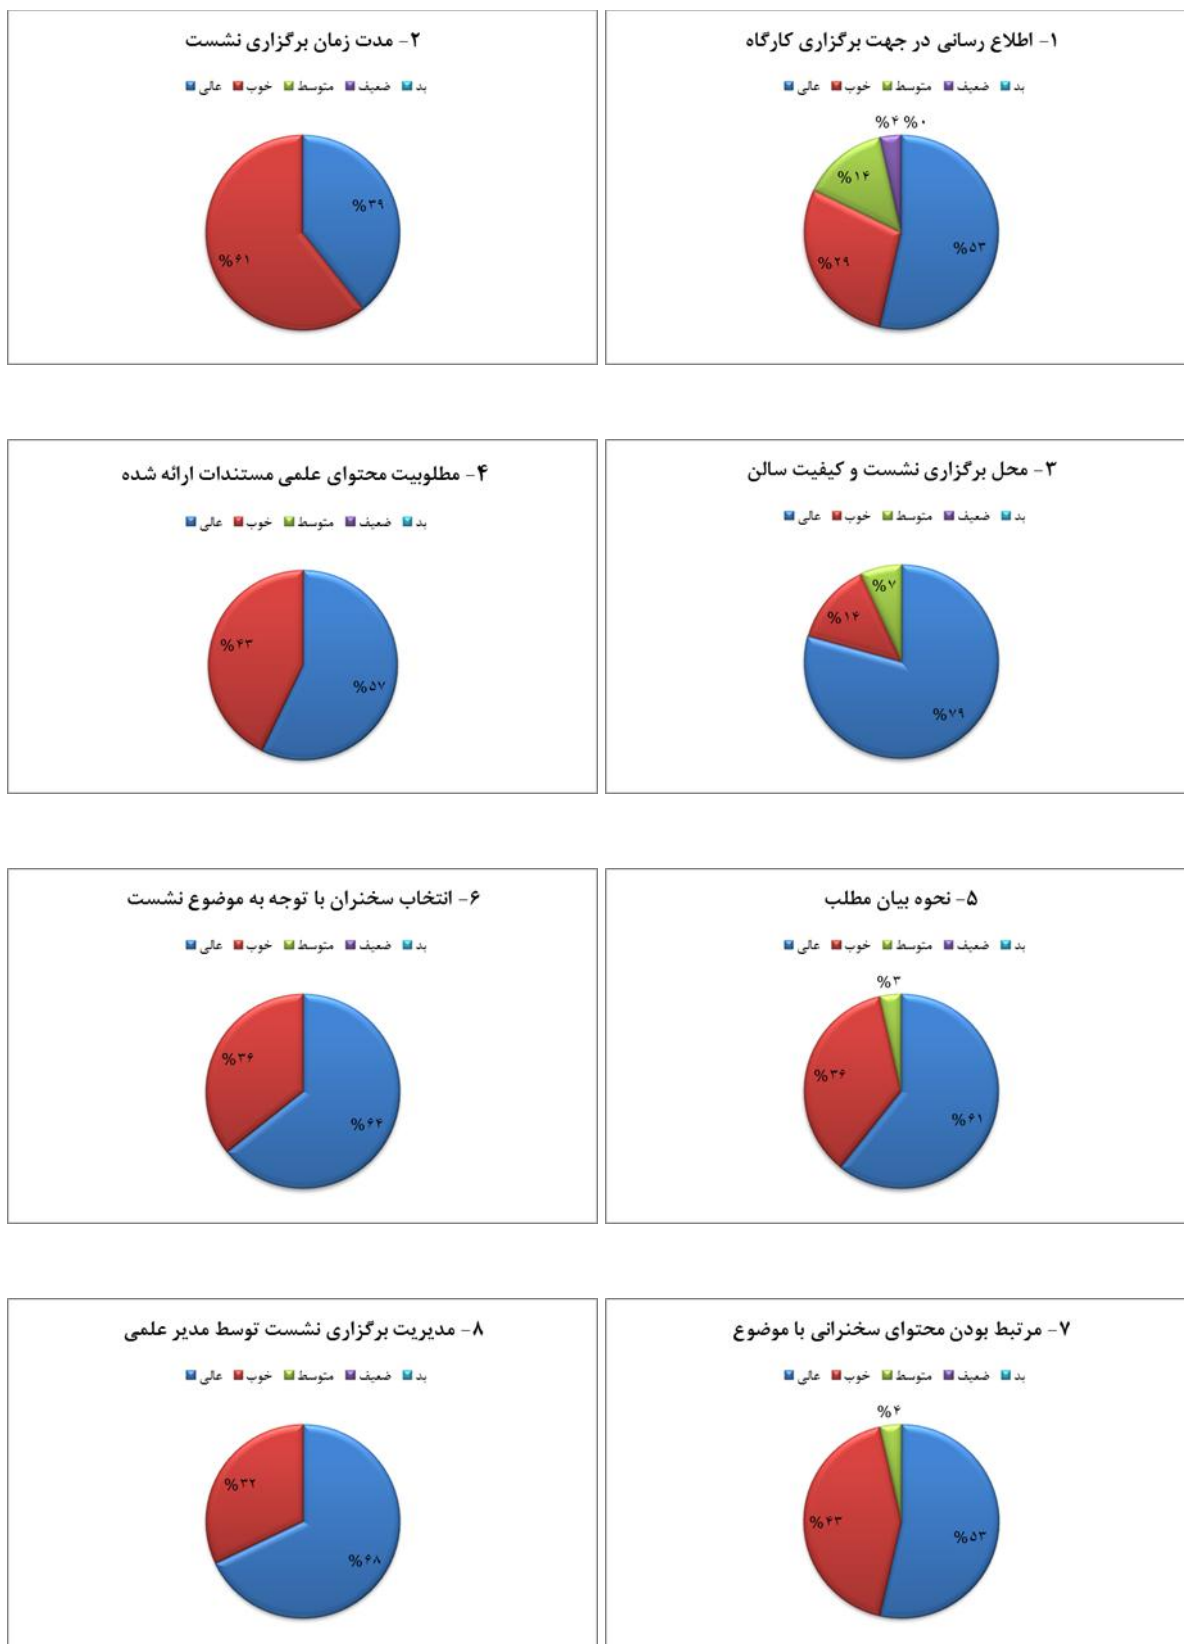 ۱- اطلاع رسانی در جهت برگزاری کارگاه
عالی خوب متوسط ضعیف بد
%۴ %۰
%۱۴
%۵۳
%۲۹
۲- مدت زمان برگزاری نشست
عالی خوب متوسط ضعیف بد
%۳۹
%۶۱
۳- محل برگزاری نشست و کیفیت سالن
عالی خوب متوسط ضعیف بد
%۷
%۱۴
%۷۹
۴- مطلوبیت محتوای علمی مستندات ارائه شده
عالی خوب متوسط ضعیف بد
%۴۳
%۵۷
۵- نحوه بیان مطلب
عالی خوب متوسط ضعیف بد
%۳
%۳۶
%۶۱
۶- انتخاب سخنران با توجه به موضوع نشست
عالی خوب متوسط ضعیف بد
%۳۶
%۶۴
۷- مرتبط بودن محتوای سخنرانی با موضوع
عالی خوب متوسط ضعیف بد
%۴
%۴۳
%۵۳
۸- مدیریت برگزاری نشست توسط مدیر علمی
عالی خوب متوسط ضعیف بد
%۳۲
%۶۸